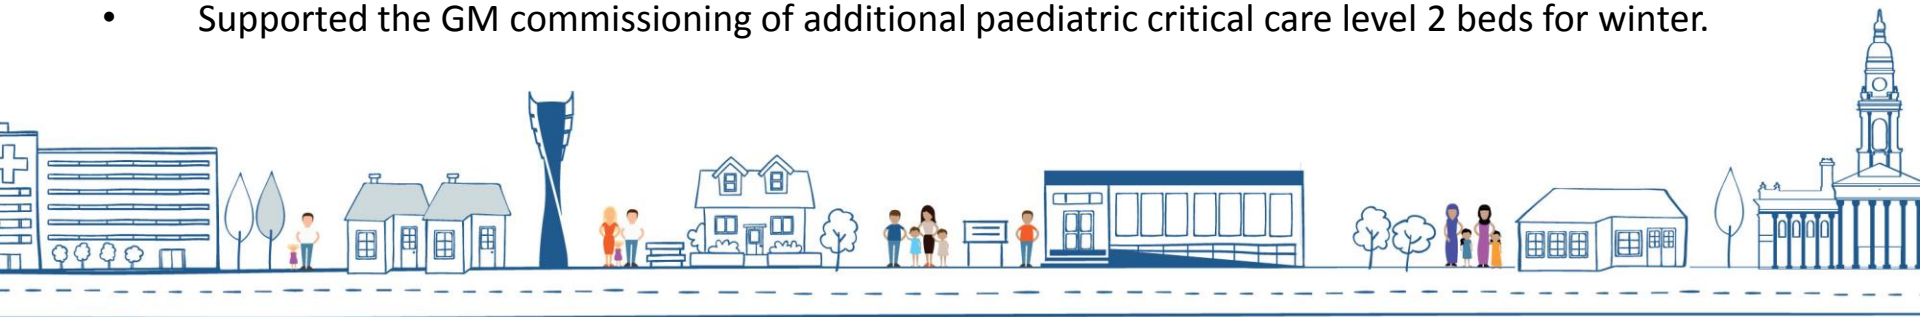 • Supported the GM commissioning of additional paediatric critical care level 2 beds for winter.